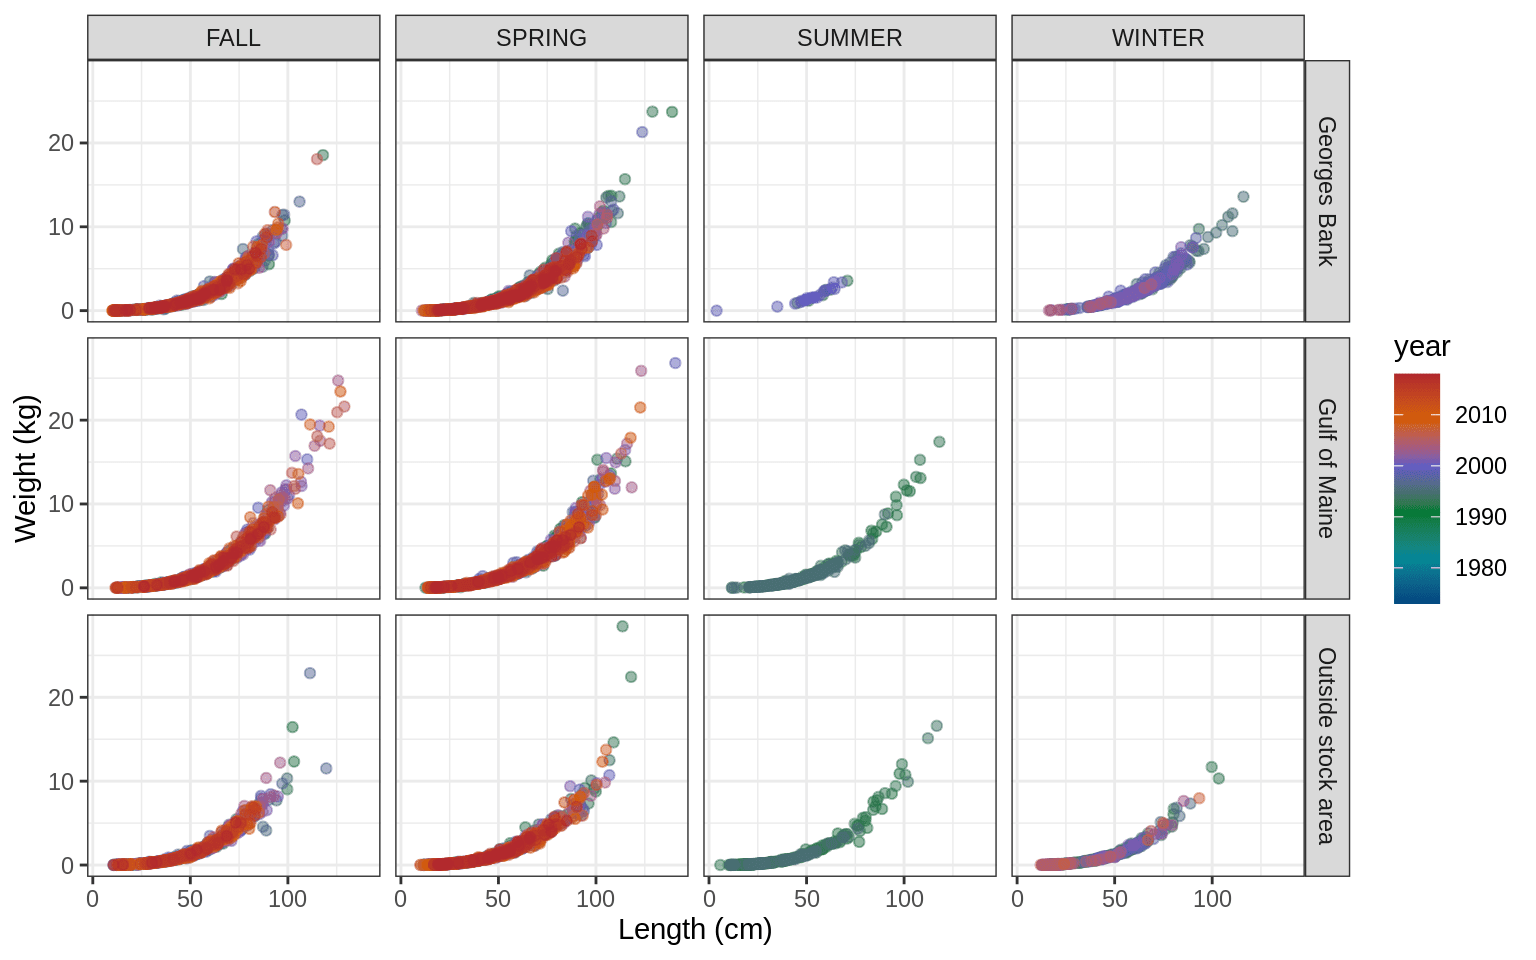 FALL SPRING SUMMER WINTER
Georges Bank
20
10
0
Gulf of Maine
20
10
0
Outside stock area
20
10
0
Weight (kg)
0 50 100 0 50 100 0 50 100 0 50 100
Length (cm)
year
2010
2000
1990
1980